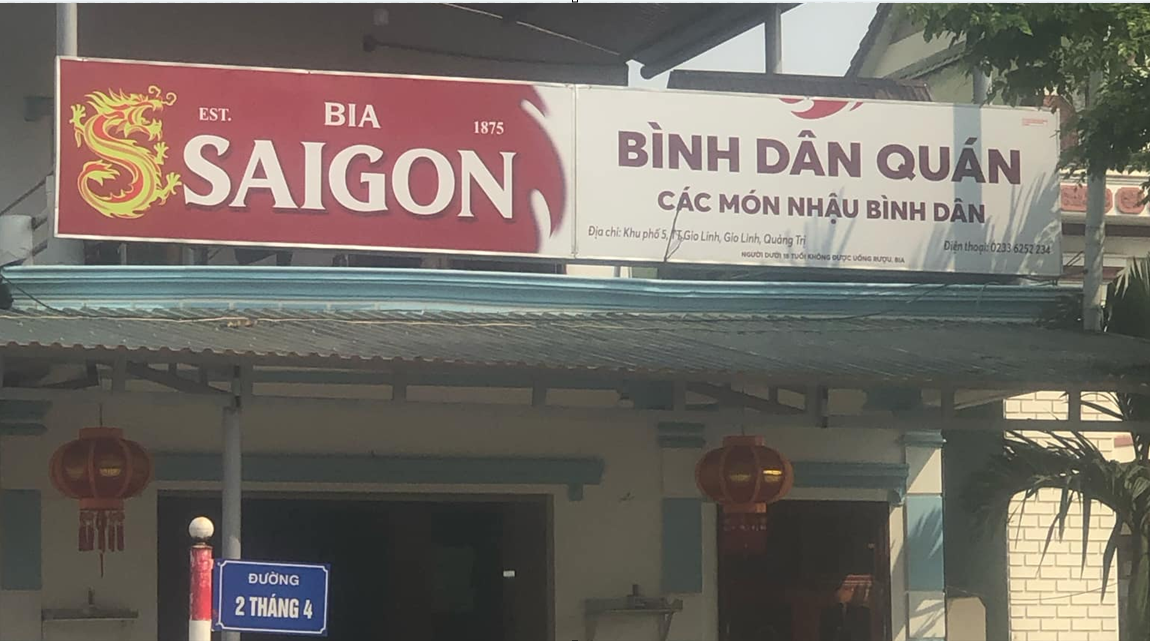 EST.
BIA
1875
SAIGON
BÌNH DÂN QUÁN
CÁC MÓN NHẬU BÌNH DÂN
Địa chỉ: Khu phố 5, TT Gio Linh, Gio Linh, Quảng Trị
Điện thoại: 0233 6252 234
NGƯỜI DƯỚI 18 TUỔI KHÔNG ĐƯỢC UỐNG RƯỢU, BIA
ĐƯỜNG
2 THÁNG 4